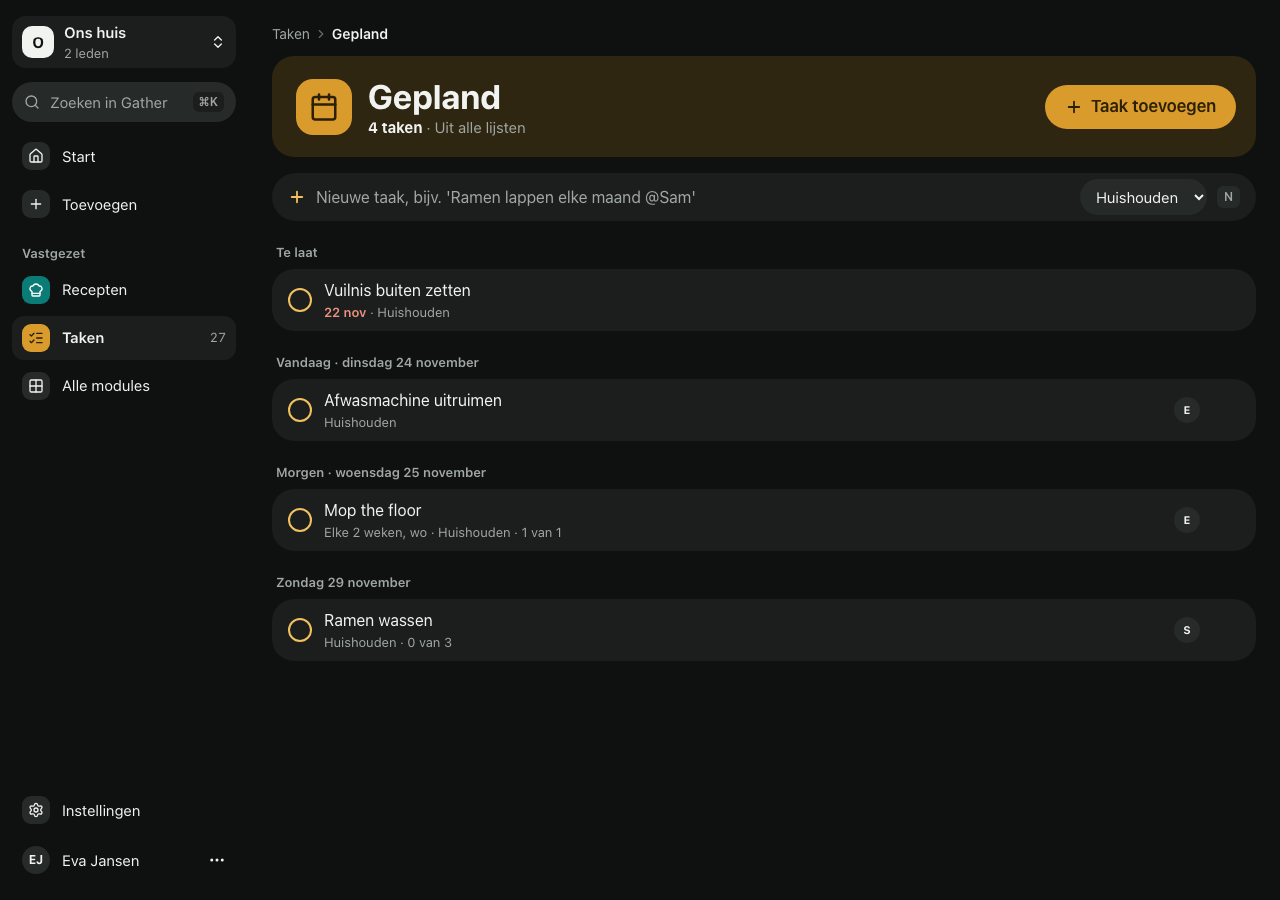 O
Ons huis
2 leden
Zoeken in Gather ⌘K
Start
Toevoegen
Vastgezet
Recepten
Taken 27
Alle modules
Instellingen
EJ Eva Jansen
Taken > Gepland
Gepland
4 taken · Uit alle lijsten
+ Taak toevoegen
+ Nieuwe taak, bijv. 'Ramen lappen elke maand @Sam' Huishouden N
Te laat
Vuilnis buiten zetten
22 nov · Huishouden
Vandaag · dinsdag 24 november
Afwasmachine uitruimen
Huishouden
E
Morgen · woensdag 25 november
Mop the floor
Elke 2 weken, wo · Huishouden · 1 van 1
E
Zondag 29 november
Ramen wassen
Huishouden · 0 van 3
S